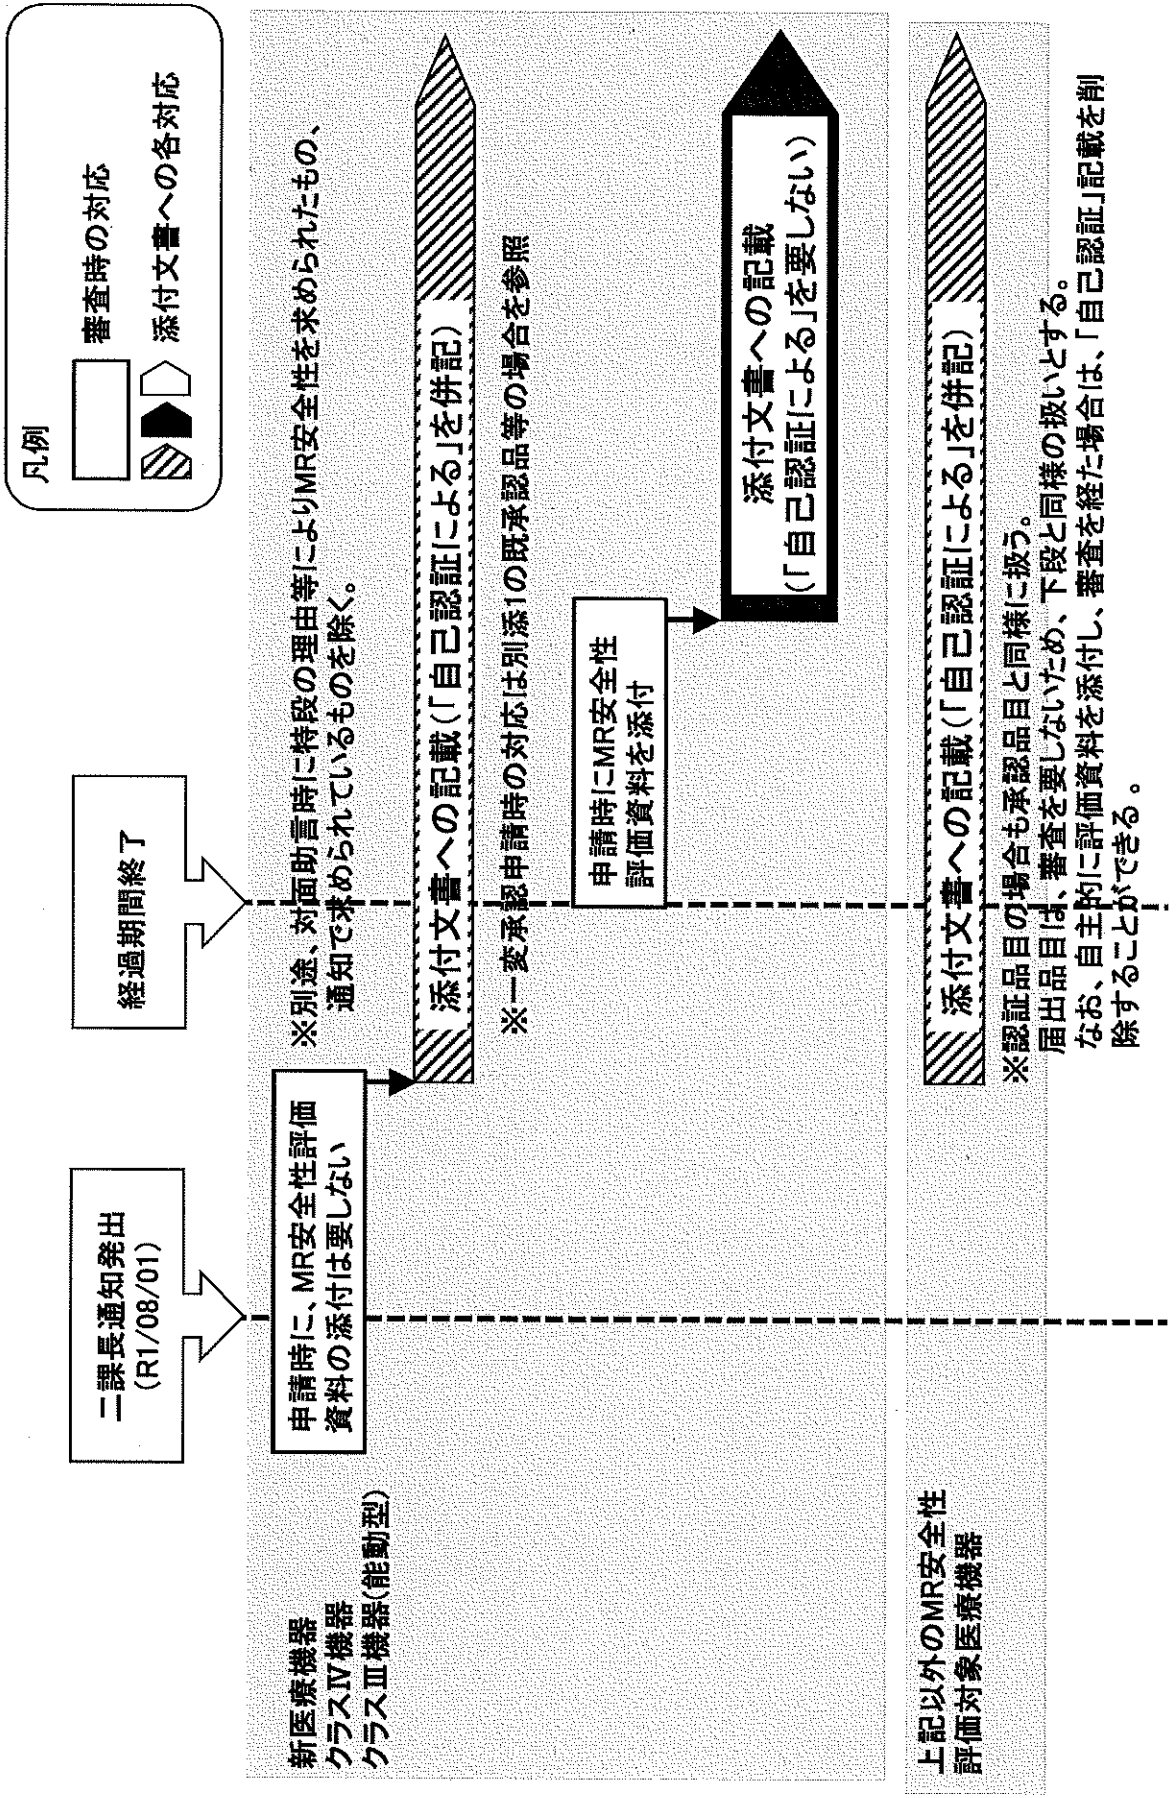 凡例
審査時の対応
添付文書への各対応
二課長通知発出
(R1/08/01)
経過期間終了
新医療機器
クラスⅣ機器
クラスⅢ機器(能動型)
申請時に、MR安全性評価
資料の添付は要しない
※別途、対面助言時に特段の理由等によりMR安全性を求められたもの、
通知で求められているものを除く。
添付文書への記載(「自己認証による」を併記)
※一変承認申請時の対応は別添1の既承認品等の場合を参照
申請時にMR安全性
評価資料を添付
添付文書への記載
(「自己認証による」を要しない)
上記以外のMR安全性
評価対象医療機器
添付文書への記載(「自己認証による」を併記)
※認証品目の場合も承認品目と同様に扱う。
届出品目は、審査を要しないため、下段と同様の扱いとする。
なお、自主的に評価資料を添付し、審査を経た場合は、「自己認証」記載を削
除することができる。